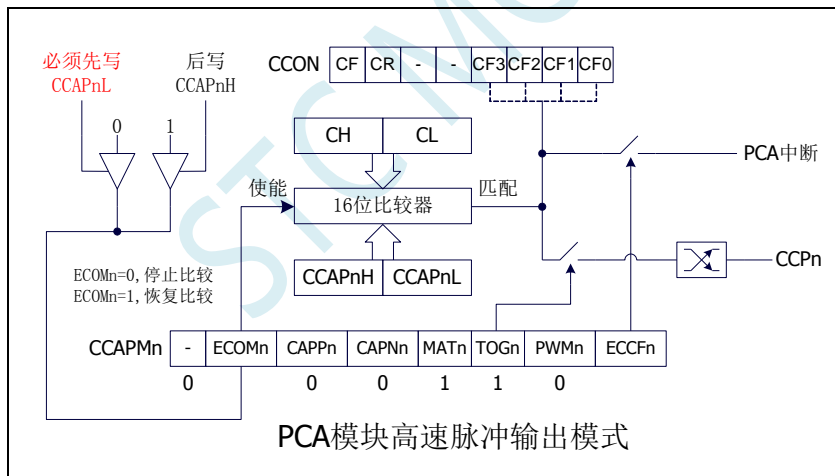 必须先写
CCAPnL
后写
CCAPnH
0
1
CCON CF CR - - CF3 CF2 CF1 CF0
CH CL
使能
16位比较器
匹配
PCA中断
CCPn
CCAPnH CCAPnL
ECOMn=0,停止比较
ECOMn=1,恢复比较
CCAPMn - ECOMn CAPPn CAPNn MATn TOGn PWMn ECCFn
0 0 0 1 1 0
PCA模块高速脉冲输出模式
STC MC